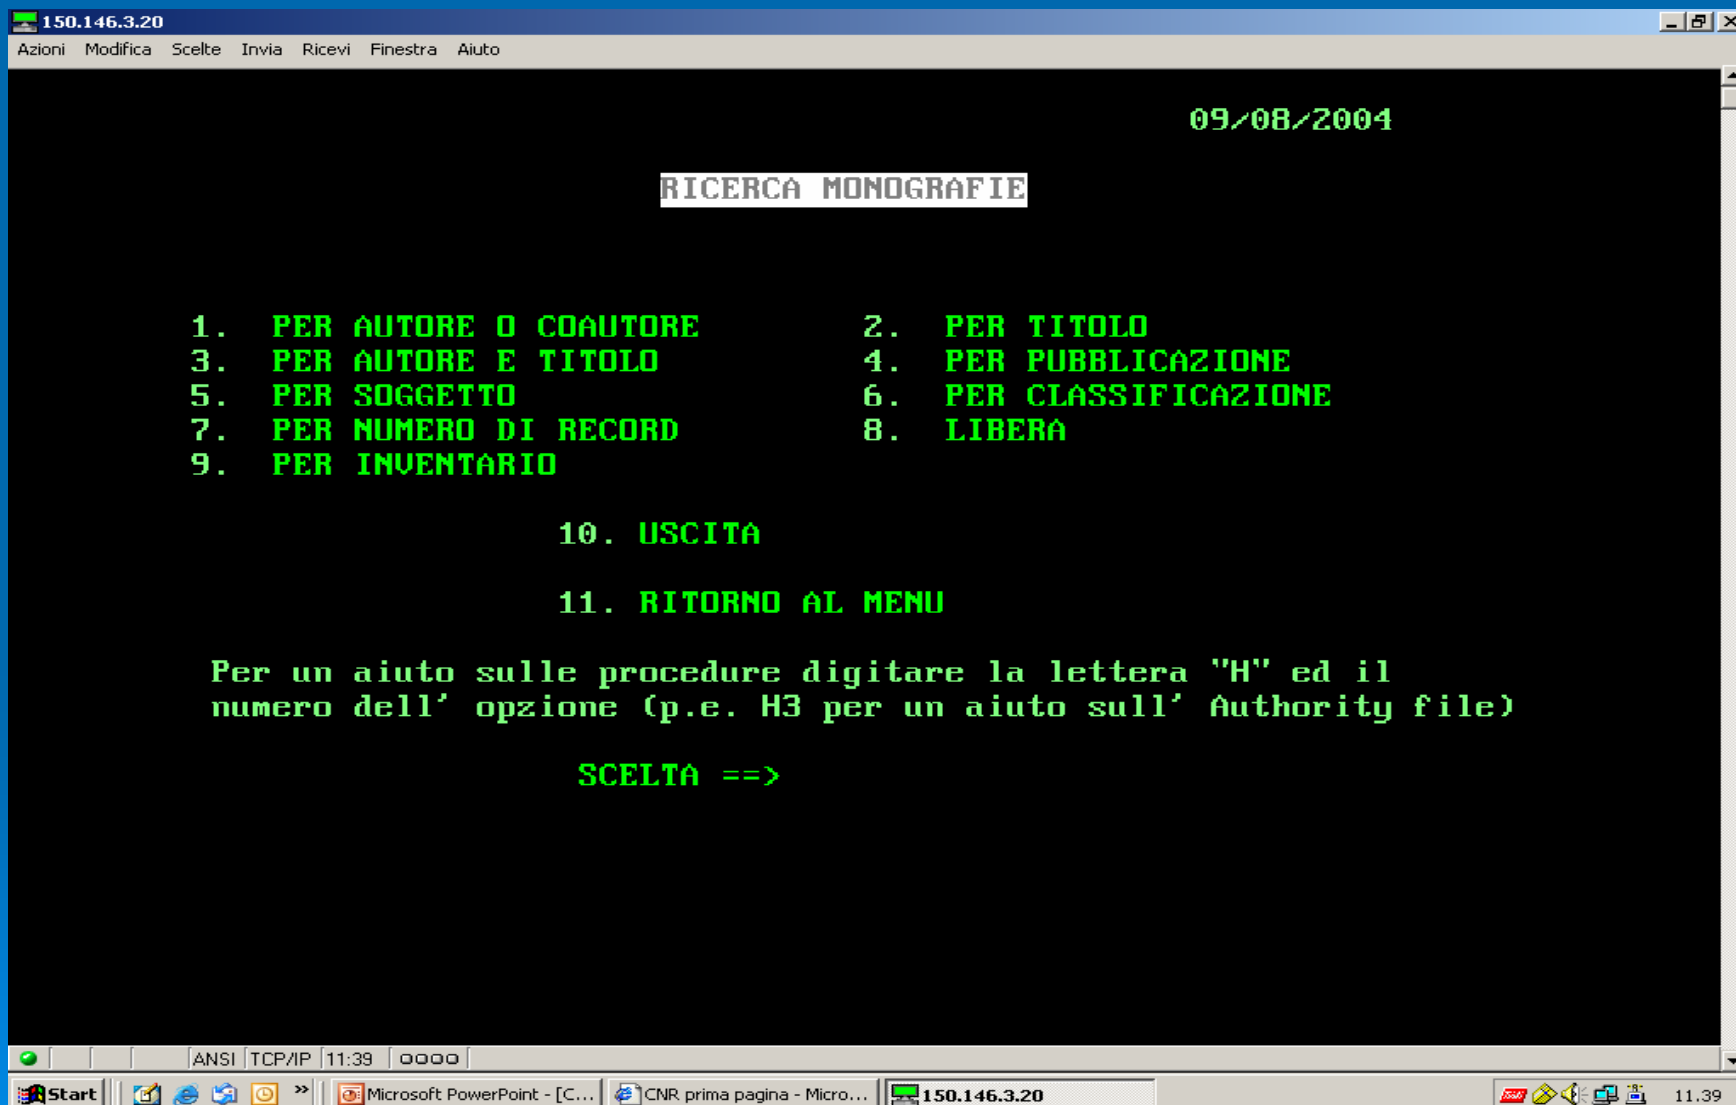 150.146.3.20
Azioni Modifica Scelte Invia Ricevi Finestra Aiuto
09/08/2004
RICERCA MONOGRAFIE
1. PER AUTORE O COAUTORE 2. PER TITOLO
3. PER AUTORE E TITOLO 4. PER PUBBLICAZIONE
5. PER SOGGETTO 6. PER CLASSIFICAZIONE
7. PER NUMERO DI RECORD 8. LIBERA
9. PER INVENTARIO
10. USCITA
11. RITORNO AL MENU
Per un aiuto sulle procedure digitare la lettera "H" ed il
numero dell' opzione (p.e. H3 per un aiuto sull' Authority file)
SCELTA ==>
ANSI TCP/IP 11:39
Start » Microsoft PowerPoint - [C... CNR prima pagina - Micro... 150.146.3.20 11.39